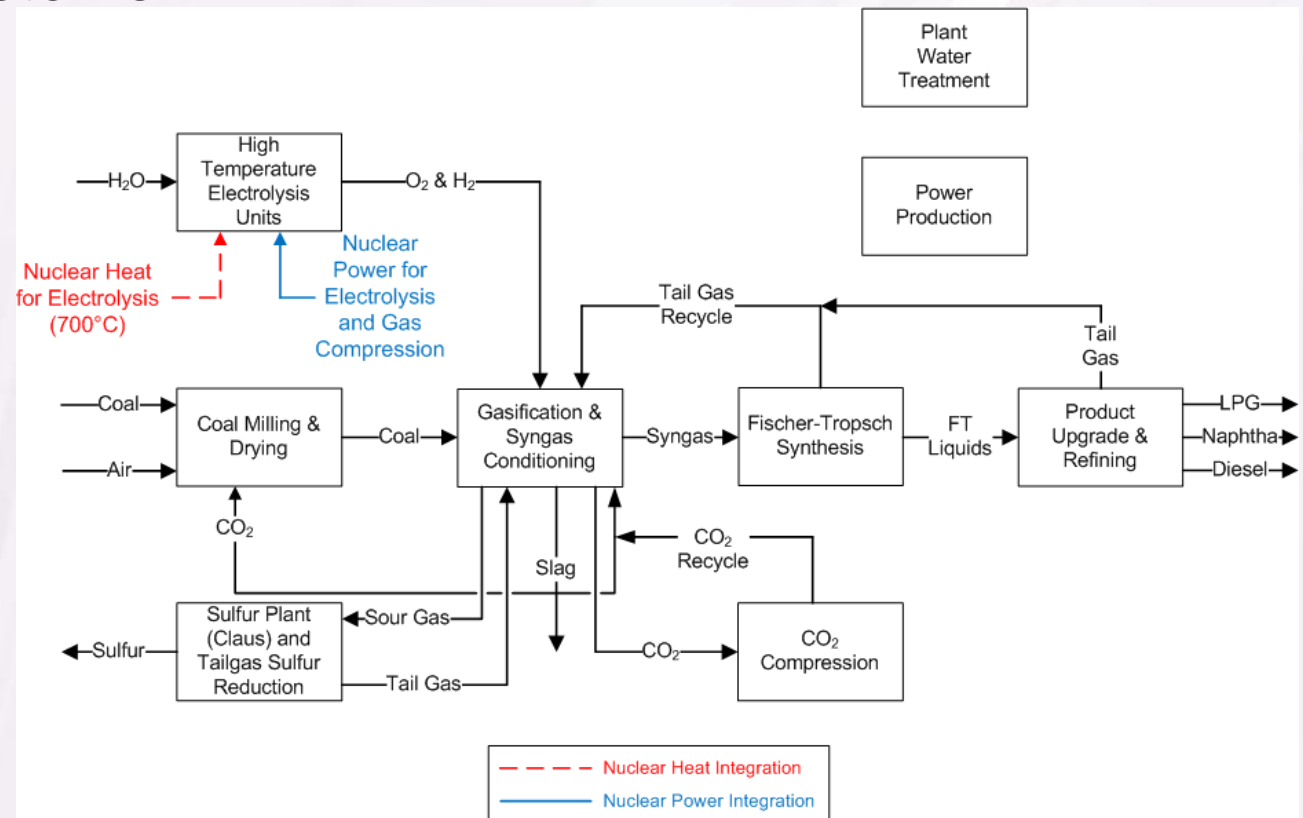 Plant
Water
Treatment
High
Temperature
Electrolysis
Units
H₂O
O₂ & H₂
Power
Production
Nuclear Heat
for Electrolysis
(700°C)
Nuclear
Power for
Electrolysis
and Gas
Compression
Tail Gas
Recycle
Tail
Gas
Coal
Air
Coal Milling &
Drying
Coal
Gasification &
Syngas
Conditioning
Syngas
Fischer-Tropsch
Synthesis
FT
Liquids
Product
Upgrade &
Refining
LPG
Naphtha
Diesel
CO₂
Slag
CO₂
Recycle
Sulfur
Sulfur Plant
(Claus) and
Tailgas Sulfur
Reduction
Sour Gas
Tail Gas
CO₂
CO₂
Compression
Nuclear Heat Integration
Nuclear Power Integration